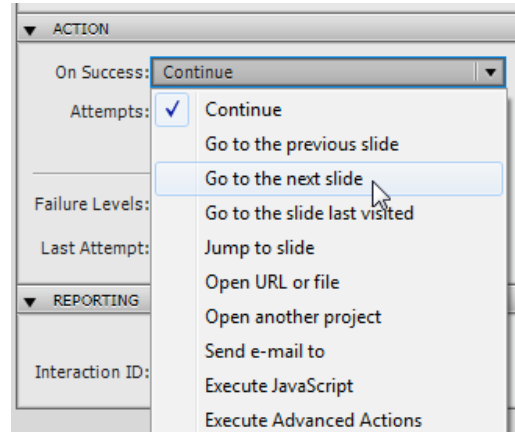 ACTION
On Success: Continue
Attempts:
Continue
Go to the previous slide
Go to the next slide
Failure Levels:
Go to the slide last visited
Last Attempt:
Jump to slide
Open URL or file
REPORTING
Open another project
Send e-mail to
Interaction ID:
Execute JavaScript
Execute Advanced Actions